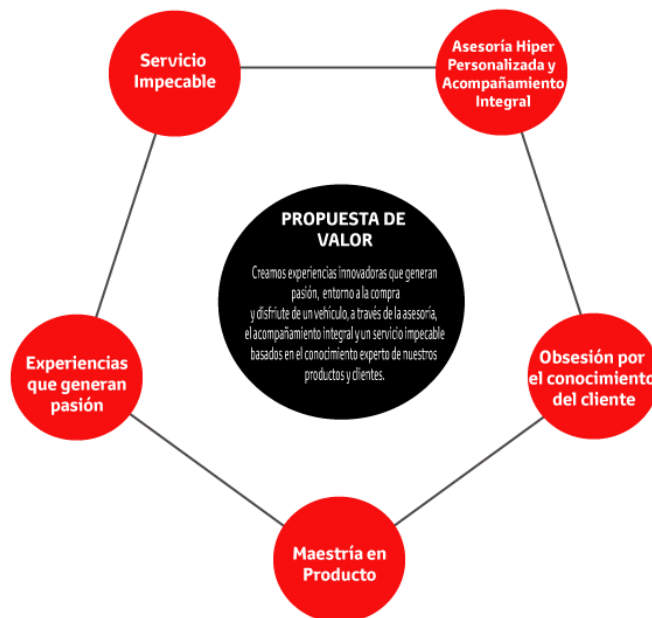 Servicio
Impecable
Asesoría Hiper
Personalizada y
Acompañamiento
Integral
PROPUESTA DE
VALOR
Creamos experiencias innovadoras que generan
pasión, entorno a la compra
y disfriute de un vehículo, a través de la asesoría,
el acompañamiento integral y un servicio impecable
basados en el conocimiento experto de nuestros
productos y clientes.
Experiencias
que generan
pasión
Obsesión por
el conocimiento
del cliente
Maestría en
Producto